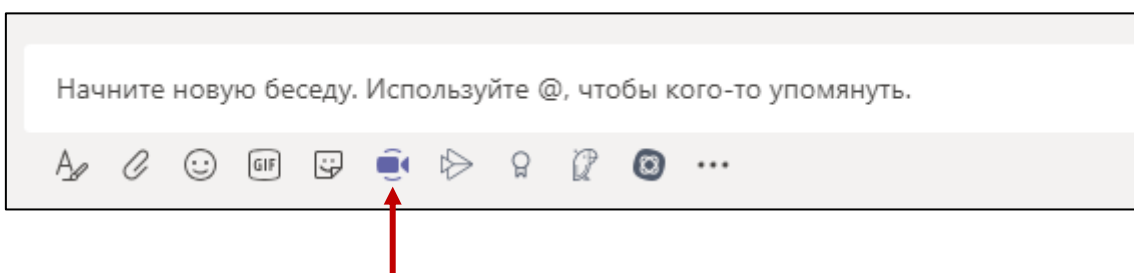 Начните новую беседу. Используйте @, чтобы кого-то упомянуть.
GIF